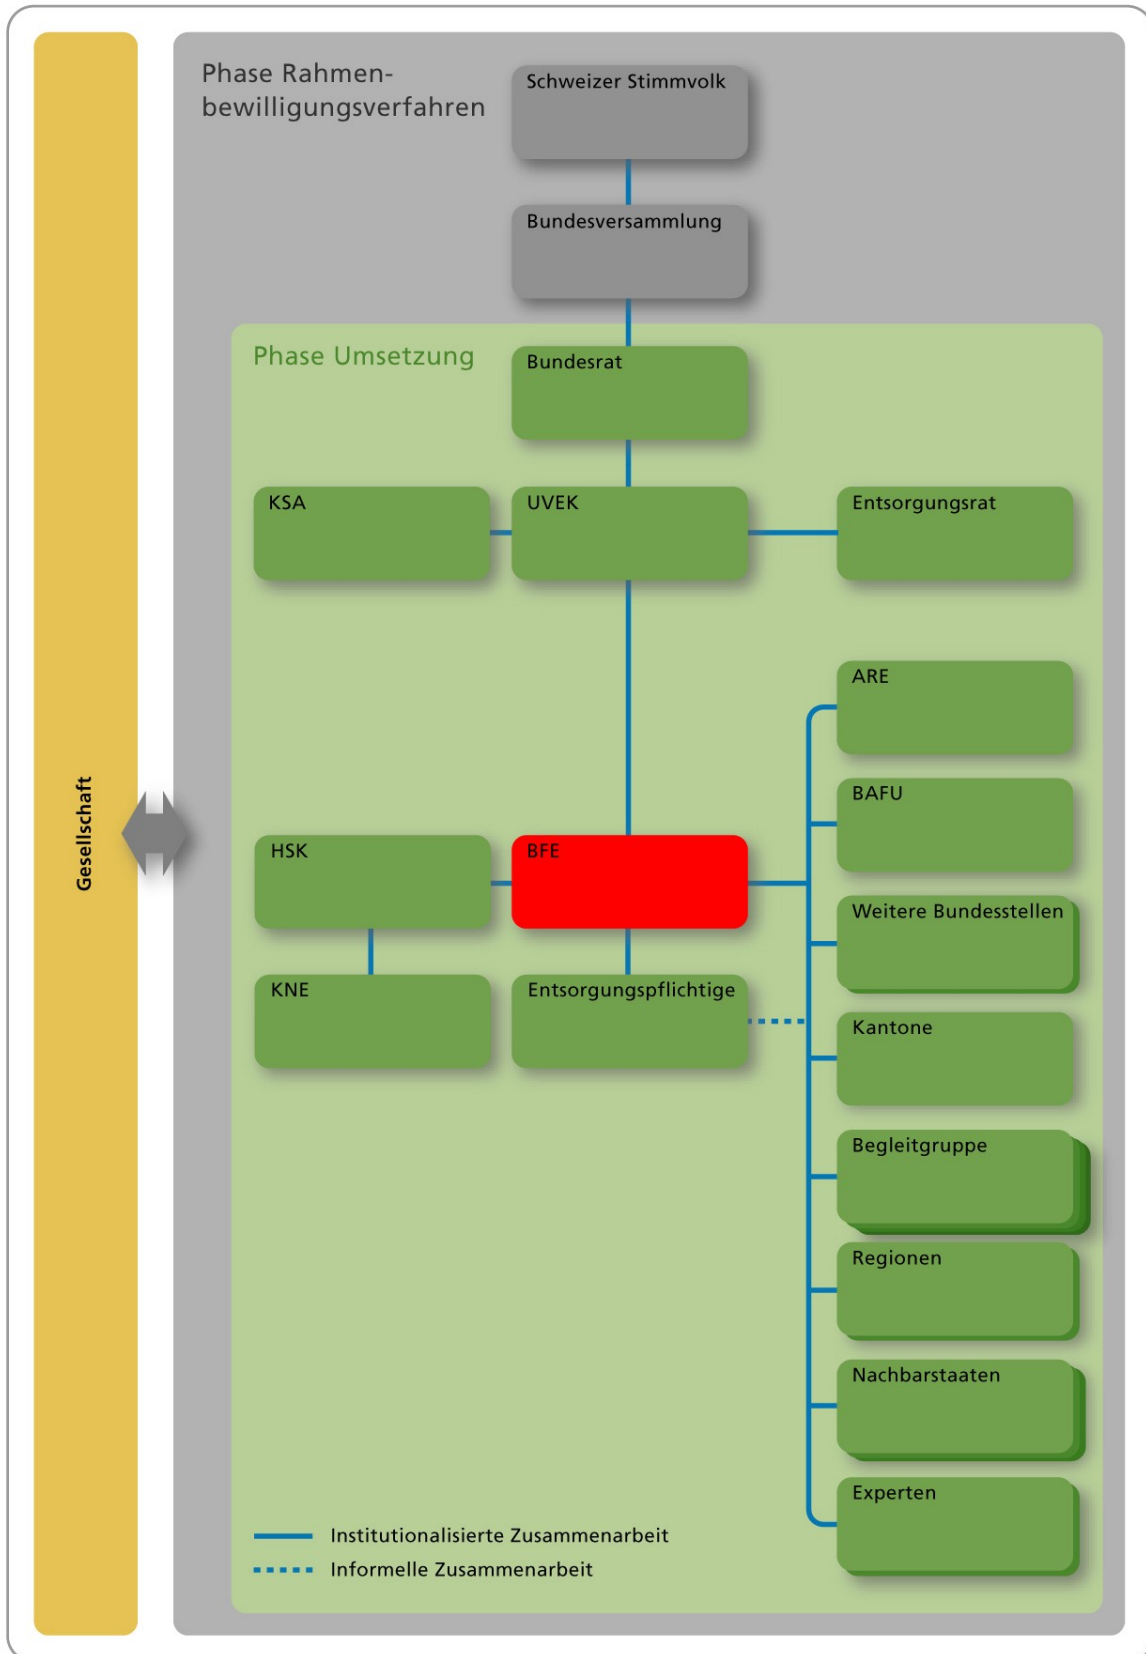 Phase Rahmen-
bewilligungsverfahren
Schweizer Stimmvolk
Bundesversammlung
Phase Umsetzung
Bundesrat
KSA
UVEK
Entsorgungsrat
ARE
BAFU
Gesellschaft
HSK
BFE
Weitere Bundesstellen
KNE
Entsorgungspflichtige
Kantone
Begleitgruppe
Regionen
Nachbarstaaten
Experten
Institutionalisierte Zusammenarbeit
Informelle Zusammenarbeit